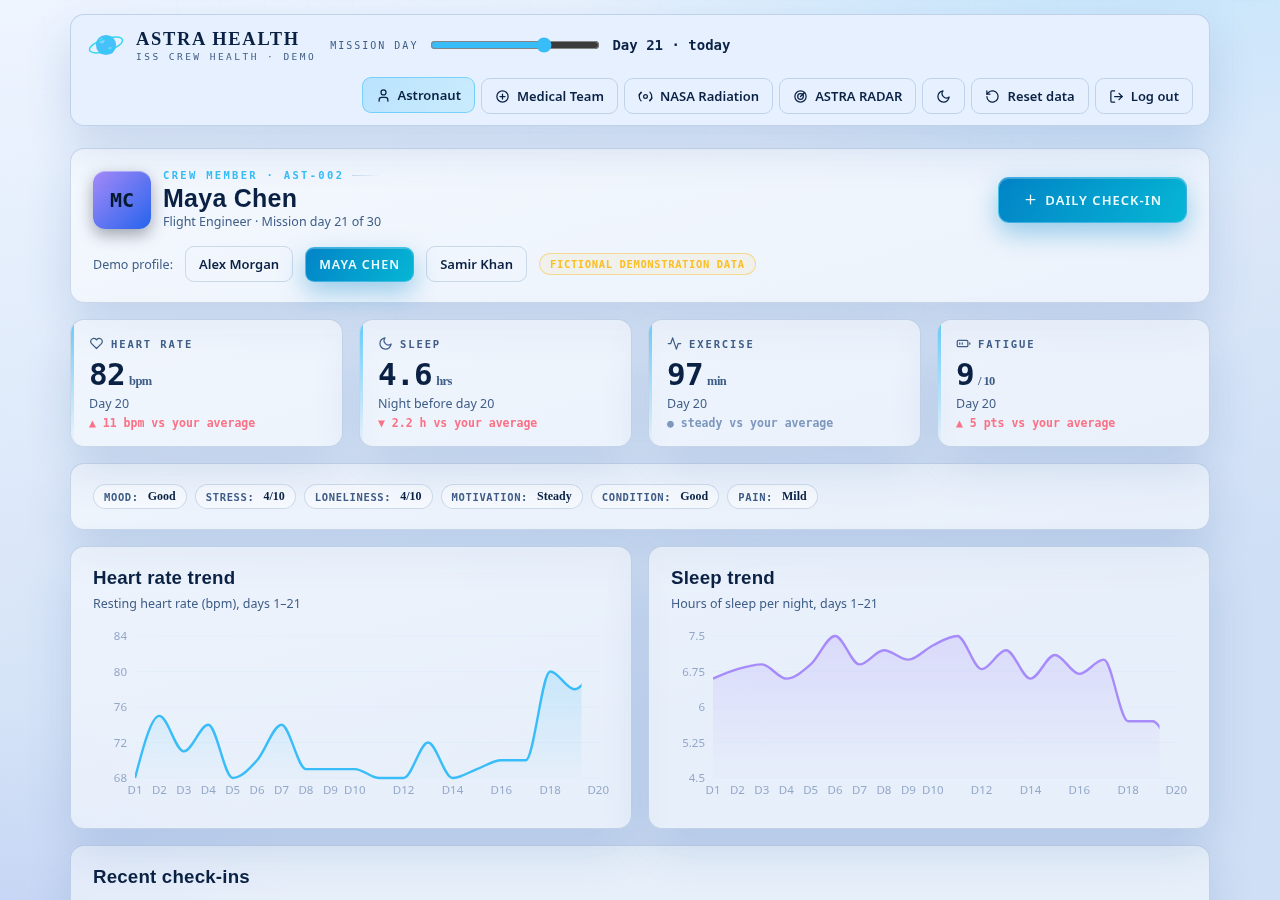 ASTRA HEALTH
ISS CREW HEALTH · DEMO
MISSION DAY
Day 21 · today
Astronaut
Medical Team
NASA Radiation
ASTRA RADAR
Reset data
Log out
MC
CREW MEMBER · AST-002
Maya Chen
Flight Engineer · Mission day 21 of 30
+ DAILY CHECK-IN
Demo profile:
Alex Morgan
MAYA CHEN
Samir Khan
FICTIONAL DEMONSTRATION DATA
HEART RATE
82 bpm
Day 20
▲ 11 bpm vs your average
SLEEP
4.6 hrs
Night before day 20
▼ 2.2 h vs your average
EXERCISE
97 min
Day 20
● steady vs your average
FATIGUE
9 / 10
Day 20
▲ 5 pts vs your average
MOOD: Good
STRESS: 4/10
LONELINESS: 4/10
MOTIVATION: Steady
CONDITION: Good
PAIN: Mild
Heart rate trend
Resting heart rate (bpm), days 1–21
84
80
76
72
68
D1 D2 D3 D4 D5 D6 D7 D8 D9 D10 D12 D14 D16 D18 D20
Sleep trend
Hours of sleep per night, days 1–21
7.5
6.75
6
5.25
4.5
D1 D2 D3 D4 D5 D6 D7 D8 D9 D10 D12 D14 D16 D18 D20
Recent check-ins